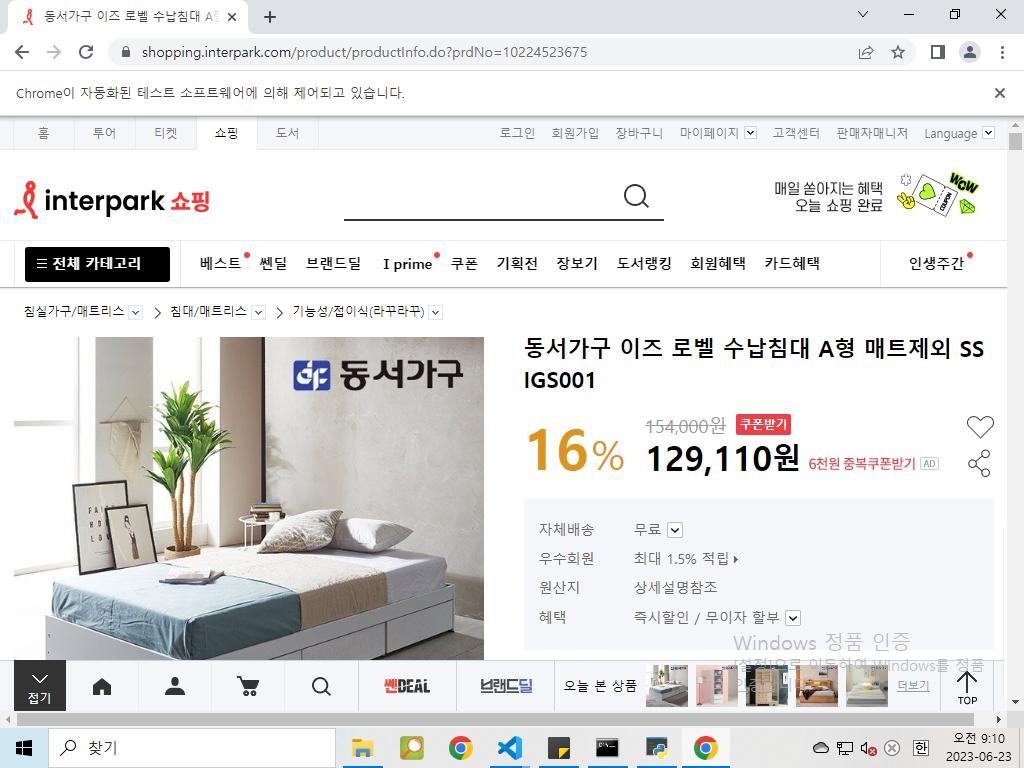 동서가구 이즈 로벨 수납침대 A형
shopping.interpark.com/product/productInfo.do?prdNo=10224523675
Chrome이 자동화된 테스트 소프트웨어에 의해 제어되고 있습니다.
홈 투어 티켓 쇼핑 도서 로그인 회원가입 장바구니 마이페이지 고객센터 판매자매니저 Language
interpark 쇼핑
매일 쏟아지는 혜택
오늘 쇼핑 완료
WOW
COUPON
전체 카테고리 베스트 쎈딜 브랜드딜 I prime 쿠폰 기획전 장보기 도서랭킹 회원혜택 카드혜택 인생주간
침실가구/매트리스 > 침대/매트리스 > 기능성/접이식(라꾸라꾸)
동서가구
동서가구 이즈 로벨 수납침대 A형 매트제외 SS
IGS001
154,000원 쿠폰받기
16% 129,110원 6천원 중복쿠폰받기 AD
자체배송 무료
우수회원 최대 1.5% 적립
원산지 상세설명참조
혜택 즉시할인 / 무이자 할부
Windows 정품 인증
[설정]으로 이동하여 Windows를 정품
접기 쎈DEAL 브랜드딜 오늘 본 상품 더보기 TOP
찾기
한
오전 9:10
2023-06-23